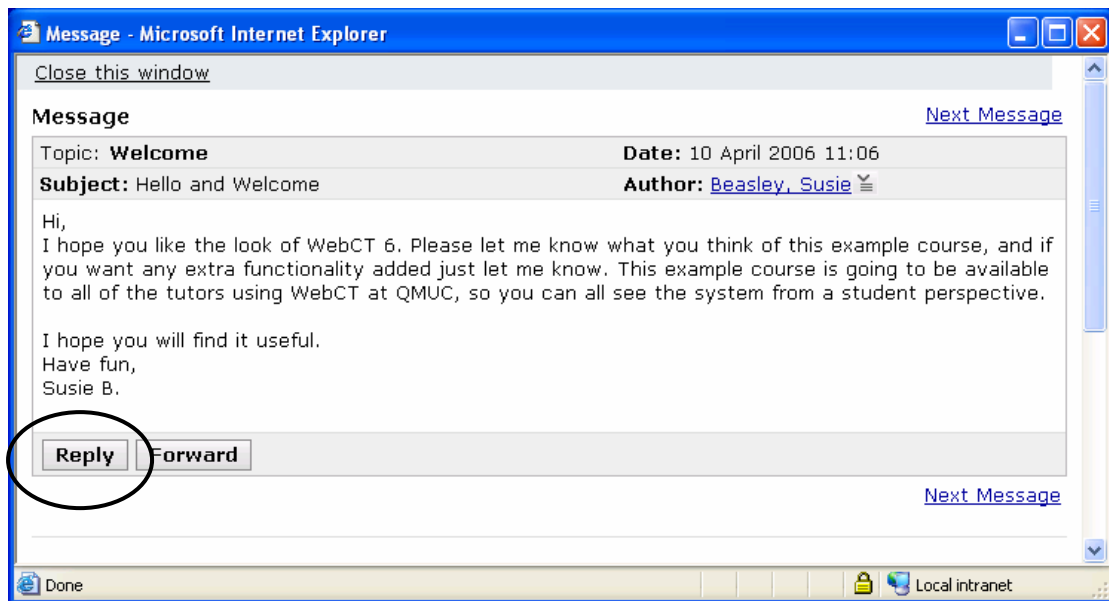 Message - Microsoft Internet Explorer
Close this window
Message
Next Message
Topic: Welcome
Date: 10 April 2006 11:06
Subject: Hello and Welcome
Author: Beasley, Susie
Hi,
I hope you like the look of WebCT 6. Please let me know what you think of this example course, and if
you want any extra functionality added just let me know. This example course is going to be available
to all of the tutors using WebCT at QMUC, so you can all see the system from a student perspective.
I hope you will find it useful.
Have fun,
Susie B.
Reply Forward
Next Message
Done
Local intranet